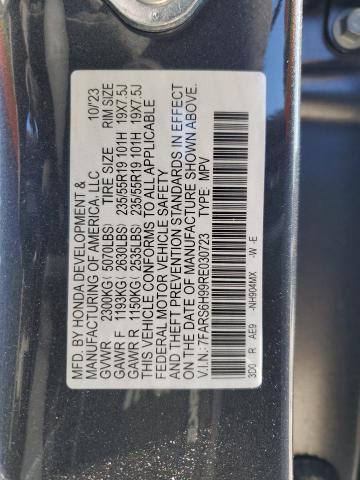 MFD. BY HONDA DEVELOPMENT &
MANUFACTURING OF AMERICA, LLC 10/23
GVWR 2300KG( 5070LBS) TIRE SIZE RIM SIZE
GAWR F 1193KG( 2630LBS) 235/55R19 101H 19X7.5J
GAWR R 1150KG( 2535LBS) 235/55R19 101H 19X7.5J
THIS VEHICLE CONFORMS TO ALL APPLICABLE
FEDERAL MOTOR VEHICLE SAFETY
AND THEFT PREVENTION STANDARDS IN EFFECT
ON THE DATE OF MANUFACTURE SHOWN ABOVE.
V.I.N.: 7FARS6H99RE030723 TYPE: MPV
3D0 R AE9 -NH904MX -W -E